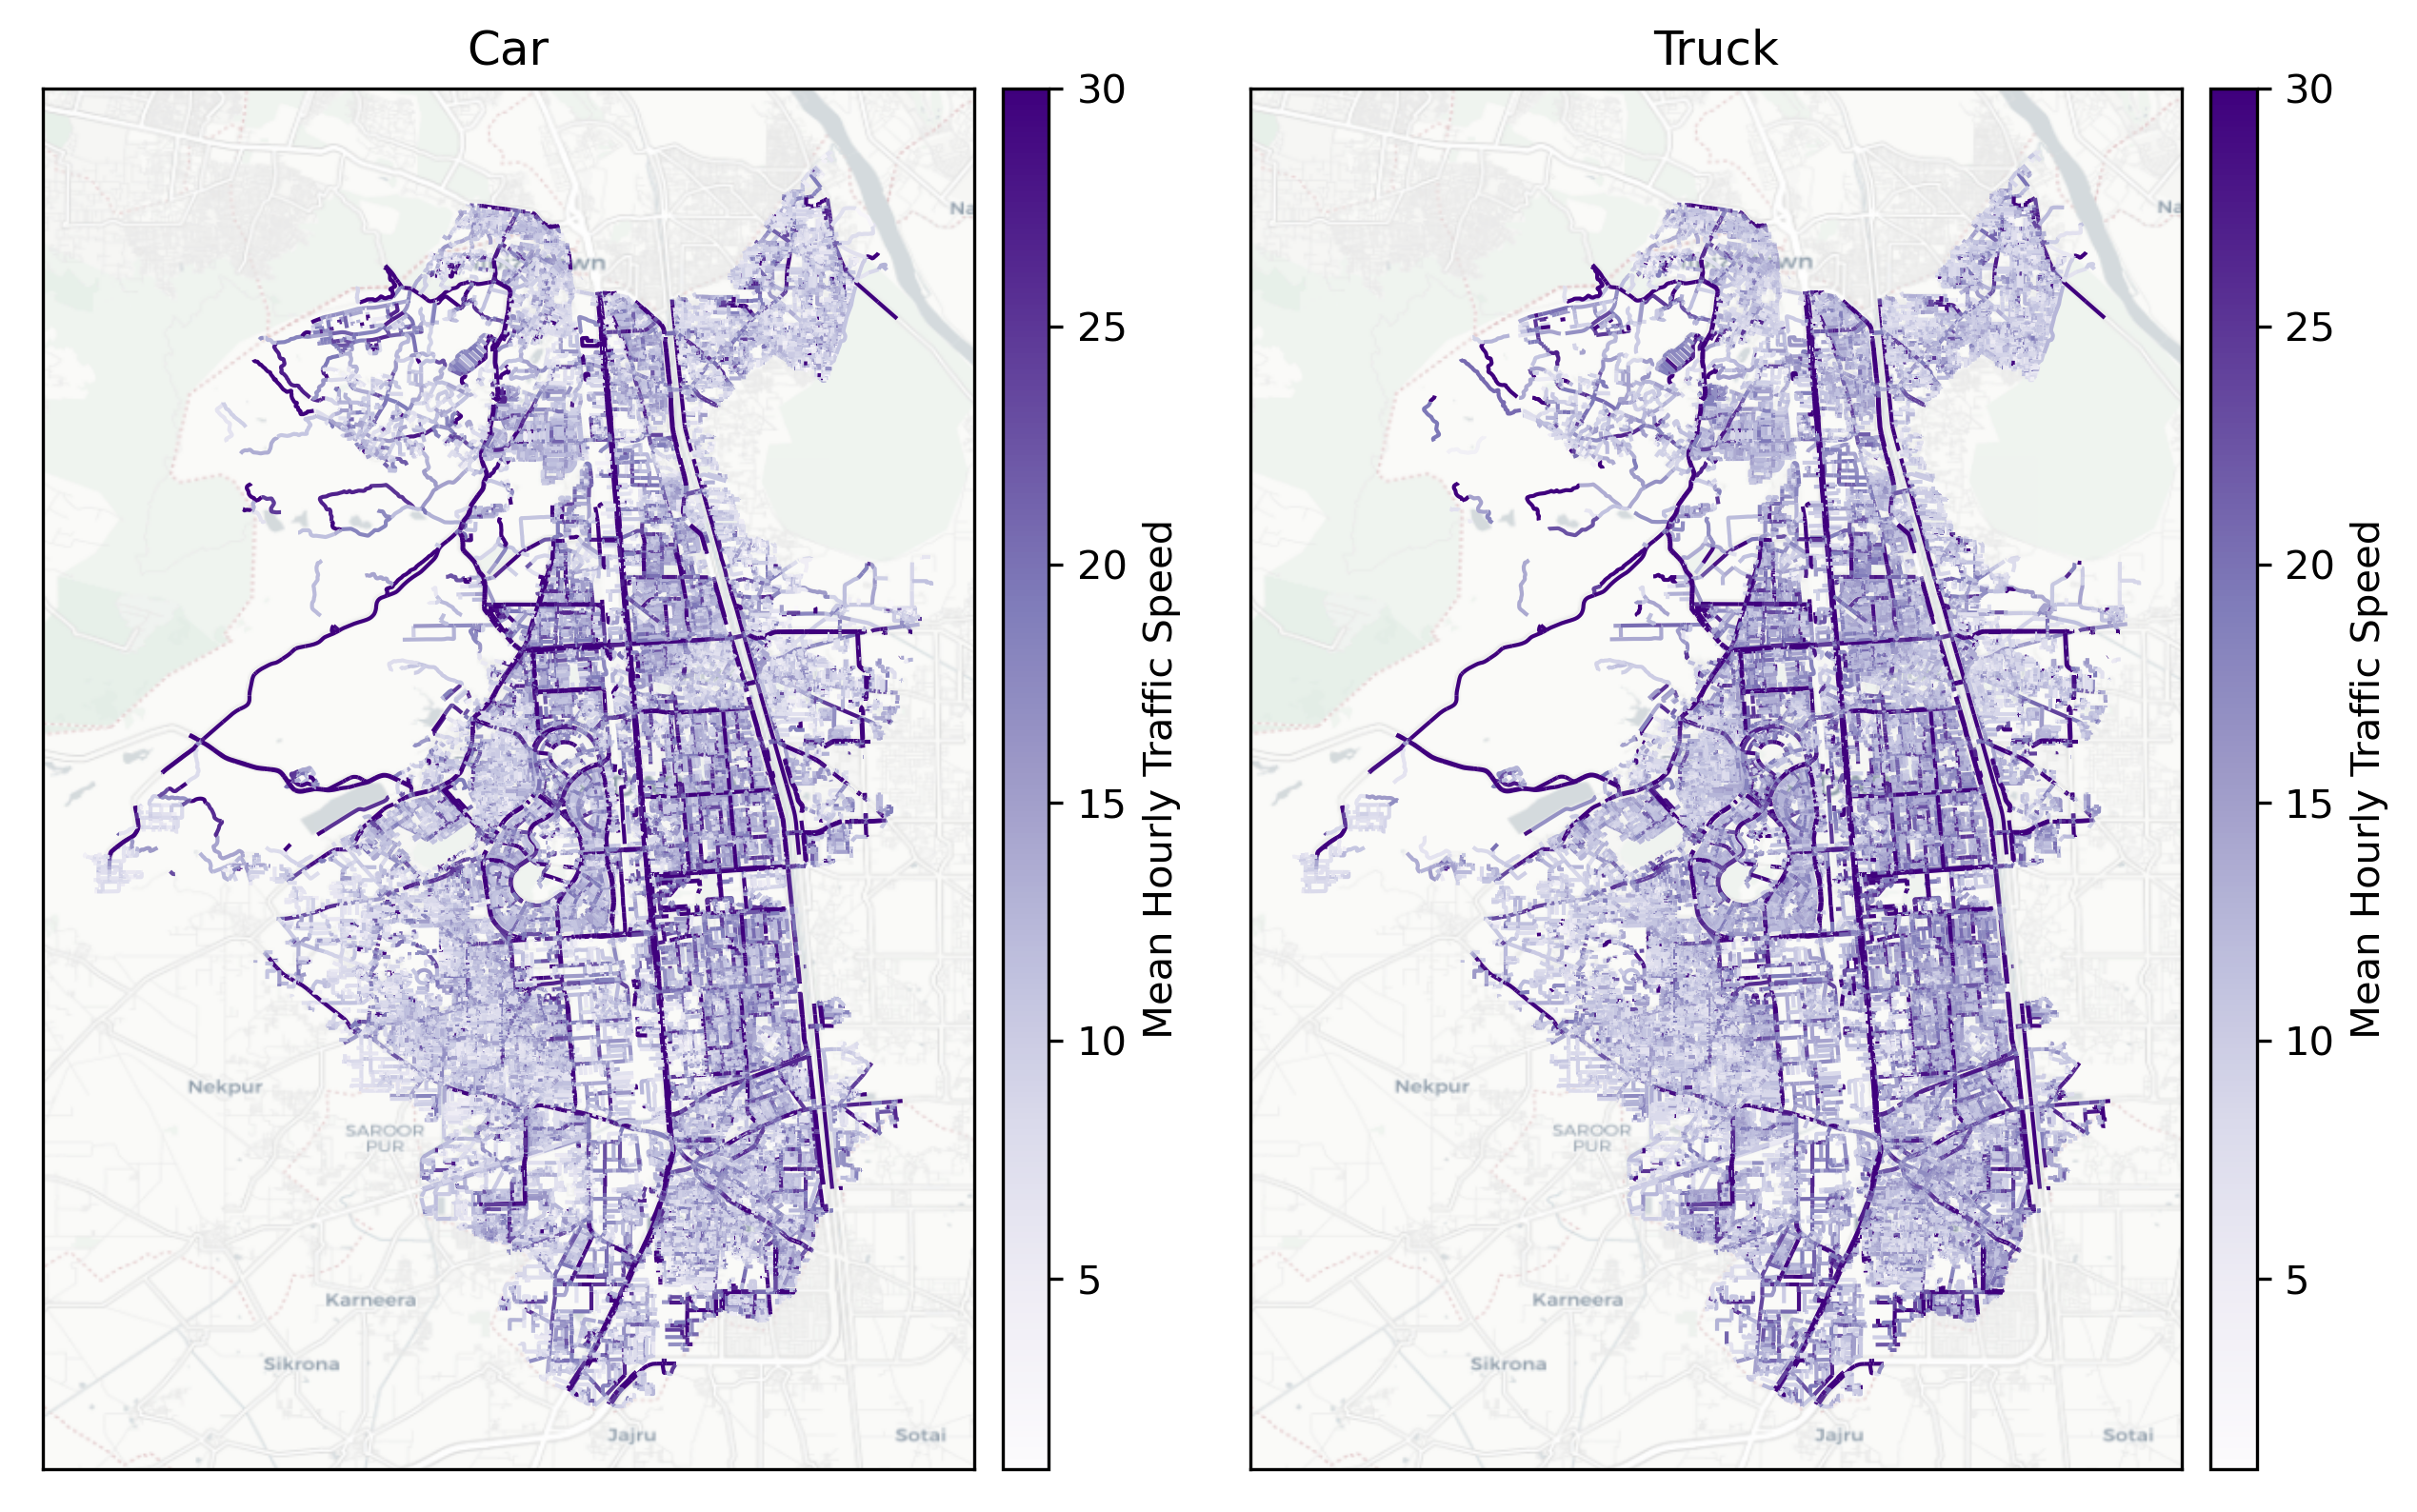 Car
Na
wn
Nekpur
SAROOR
PUR
Karneera
Sikrona
Jajru
Sotai
30
25
20
15
10
5
Mean Hourly Traffic Speed
Truck
Na
wn
Nekpur
SAROOR
PUR
Karneera
Sikrona
Jajru
Sotai
30
25
20
15
10
5
Mean Hourly Traffic Speed